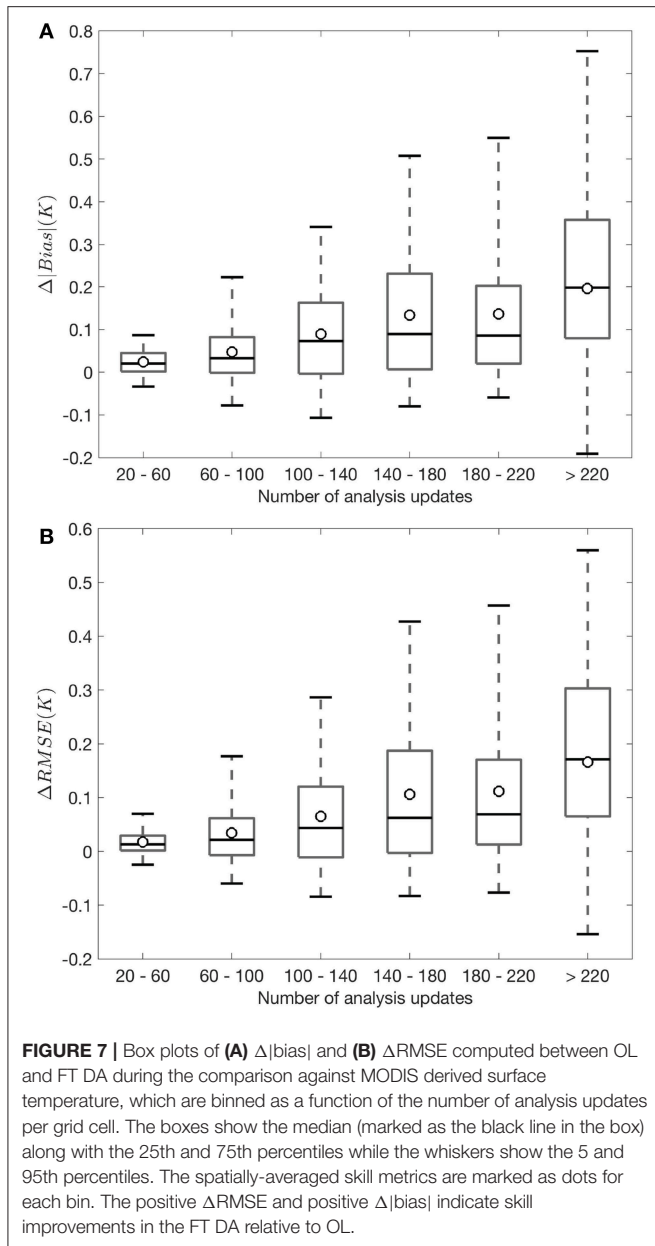 A
Δ|Bias|(K)
0.8
0.7
0.6
0.5
0.4
0.3
0.2
0.1
0
-0.1
-0.2
20 - 60 60 - 100 100 - 140 140 - 180 180 - 220 > 220
Number of analysis updates
B
ΔRMSE(K)
0.6
0.5
0.4
0.3
0.2
0.1
0
-0.1
-0.2
20 - 60 60 - 100 100 - 140 140 - 180 180 - 220 > 220
Number of analysis updates
FIGURE 7 | Box plots of (A) Δ|bias| and (B) ΔRMSE computed between OL
and FT DA during the comparison against MODIS derived surface
temperature, which are binned as a function of the number of analysis updates
per grid cell. The boxes show the median (marked as the black line in the box)
along with the 25th and 75th percentiles while the whiskers show the 5 and
95th percentiles. The spatially-averaged skill metrics are marked as dots for
each bin. The positive ΔRMSE and positive Δ|bias| indicate skill
improvements in the FT DA relative to OL.